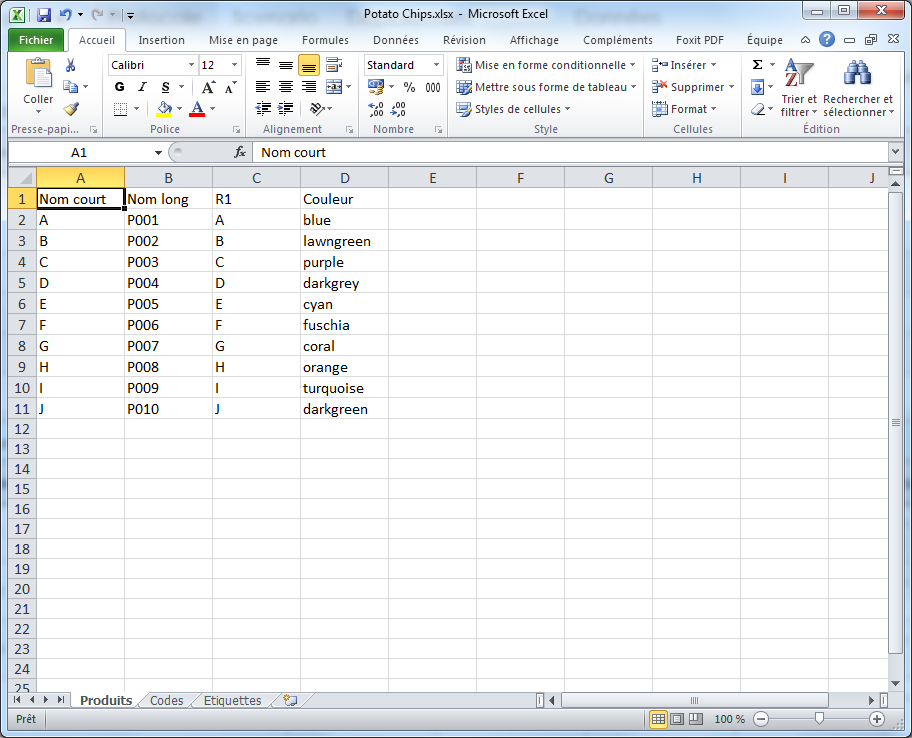 Potato Chips.xlsx - Microsoft Excel
Fichier Accueil Insertion Mise en page Formules Données Révision Affichage Compléments Foxit PDF Équipe
Coller
Calibri 12
G I S A A
Standard
% 000
Mise en forme conditionnelle
Mettre sous forme de tableau
Styles de cellules
Insérer
Supprimer
Format
Σ
Trier et filtrer
Rechercher et sélectionner
Presse-papi... Police Alignement Nombre Style Cellules Édition
A1 fx Nom court
A B C D E F G H I J
1 Nom court Nom long R1 Couleur
2 A P001 A blue
3 B P002 B lawngreen
4 C P003 C purple
5 D P004 D darkgrey
6 E P005 E cyan
7 F P006 F fuschia
8 G P007 G coral
9 H P008 H orange
10 I P009 I turquoise
11 J P010 J darkgreen
12
13
14
15
16
17
18
19
20
21
22
23
24
25
Produits Codes Etiquettes
Prêt 100 %